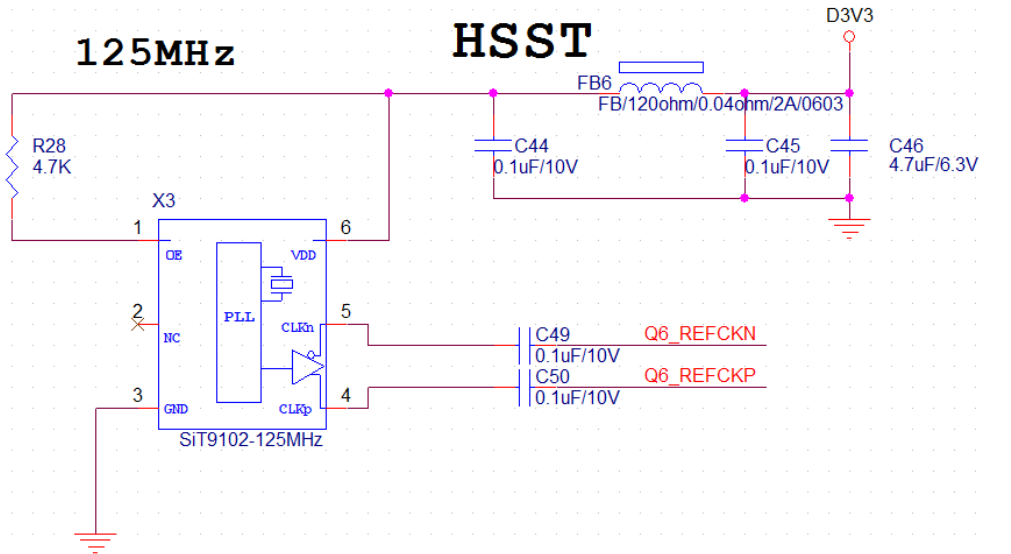 D3V3
125MHz
HSST
FB6
FB/120ohm/0.04ohm/2A/0603
R28
4.7K
C44
0.1uF/10V
C45
0.1uF/10V
C46
4.7uF/6.3V
X3
1
6
OE
VDD
2
5
PLL
CLKn
NC
C49
0.1uF/10V
Q6_REFCKN
C50
0.1uF/10V
Q6_REFCKP
3
4
GND
CLKp
SiT9102-125MHz